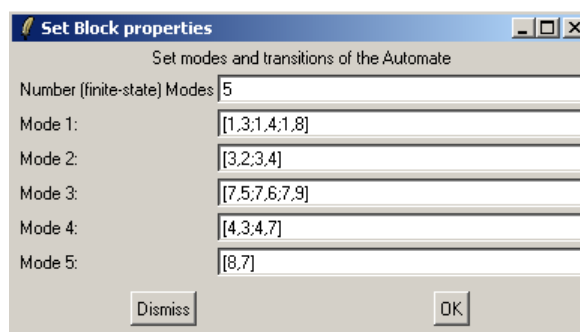 Set Block properties
Set modes and transitions of the Automate
Number (finite-state) Modes 5
Mode 1: [1,3;1,4;1,8]
Mode 2: [3,2;3,4]
Mode 3: [7,5;7,6;7,9]
Mode 4: [4,3;4,7]
Mode 5: [8,7]
Dismiss OK